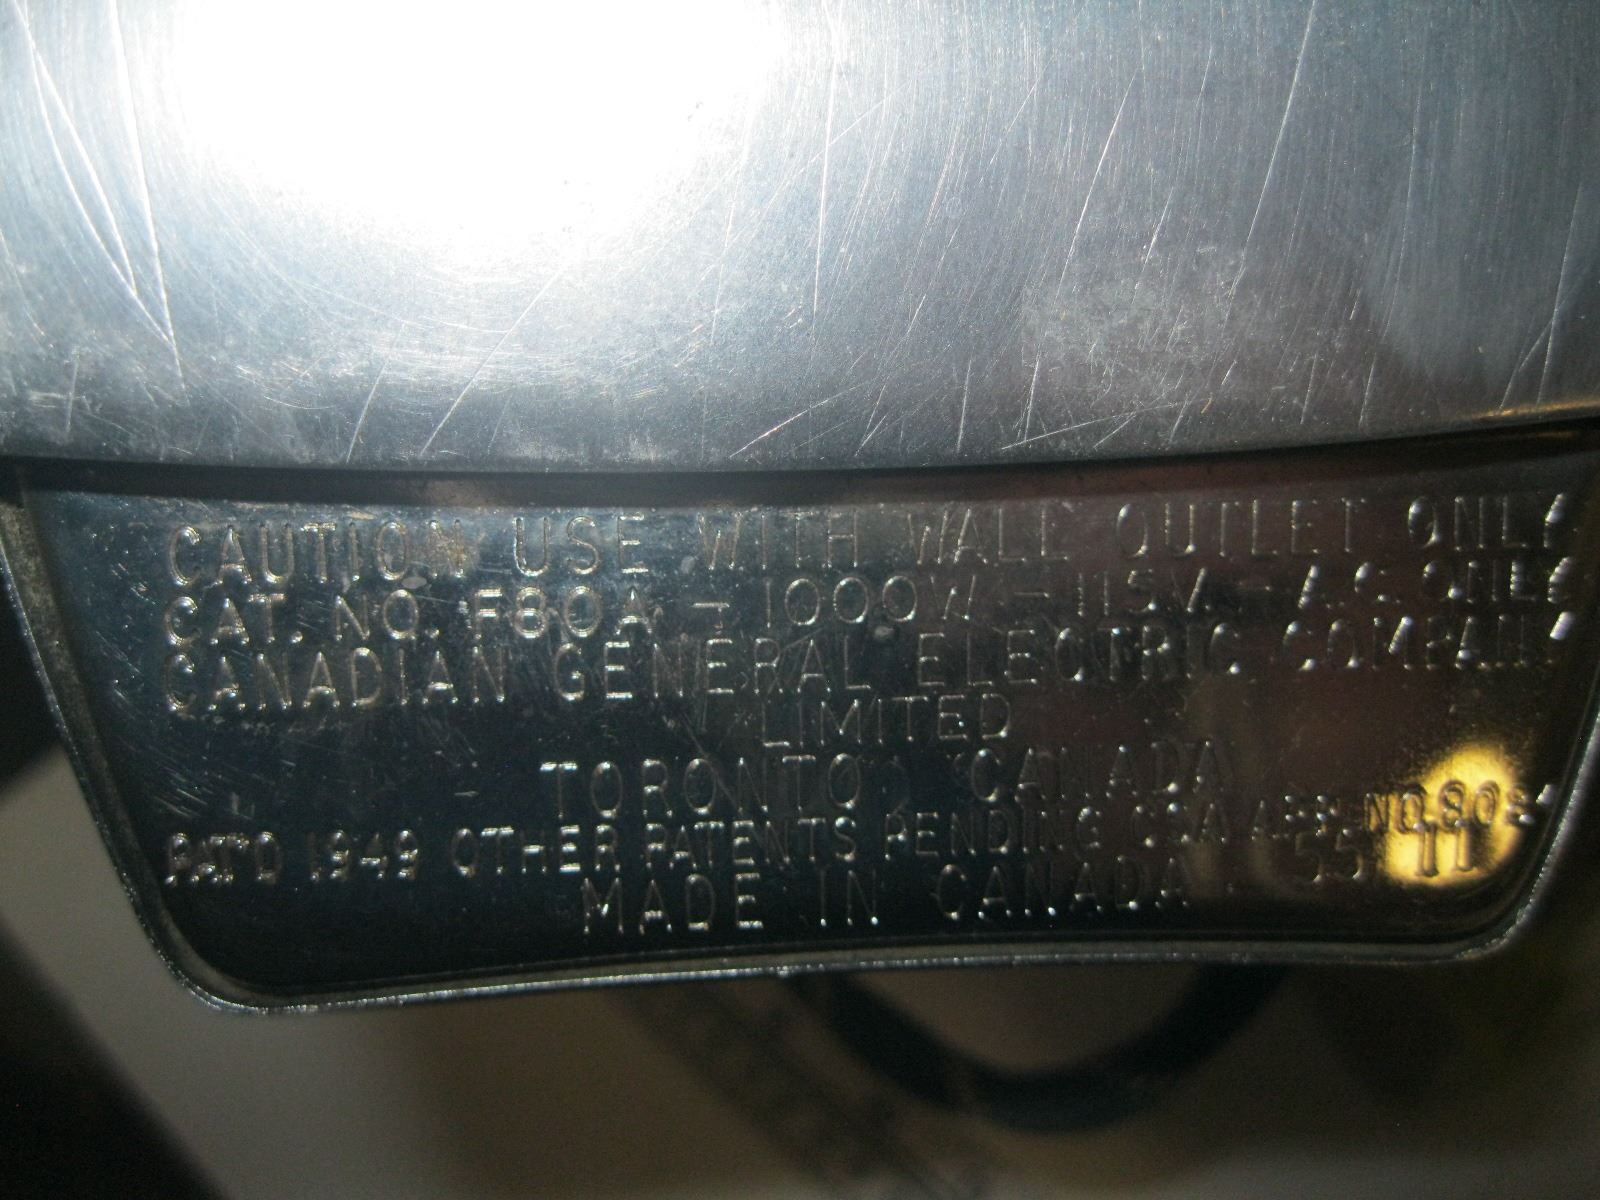 CAUTION USE WITH WALL OUTLET ONLY
CAT. NO. F80A – 1000W. – 115V. – A.C. ONLY
CANADIAN GENERAL ELECTRIC COMPANY
LIMITED
TORONTO CANADA
PAT'D 1949 OTHER PATENTS PENDING CSA APP. NO.
MADE IN CANADA 55 11